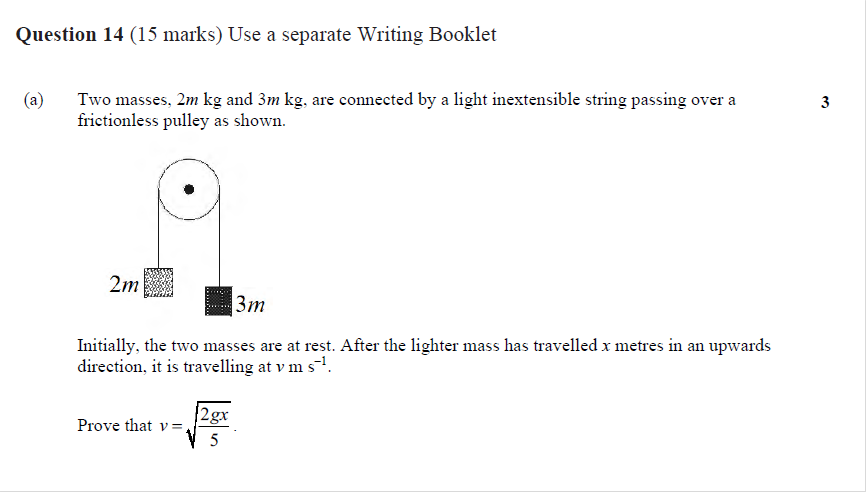 Question 14 (15 marks) Use a separate Writing Booklet
(a) Two masses, 2m kg and 3m kg, are connected by a light inextensible string passing over a 3
frictionless pulley as shown.
2m
3m
Initially, the two masses are at rest. After the lighter mass has travelled x metres in an upwards
direction, it is travelling at v m s⁻¹.
Prove that v = √(2gx/5).